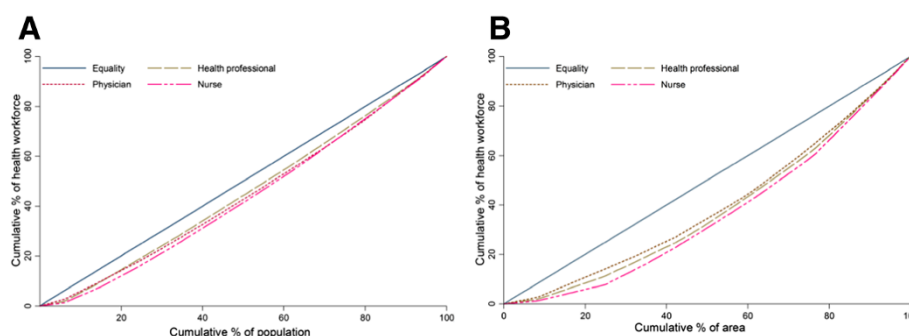 A
B
Equality
Health professional
Physician
Nurse
Cumulative % of health workforce
100
80
60
40
20
0
20
40
60
80
100
Cumulative % of population
Equality
Health professional
Physician
Nurse
Cumulative % of health workforce
100
80
60
40
20
0
0
20
40
60
80
Cumulative % of area